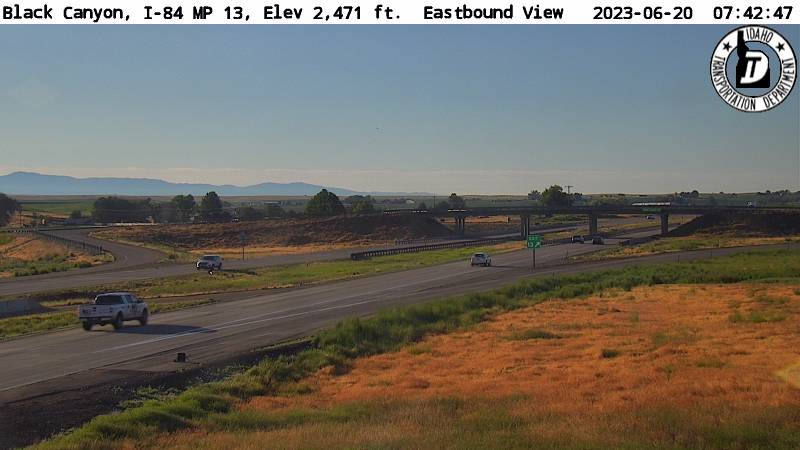 Black Canyon, I-84 MP 13, Elev 2,471 ft. Eastbound View 2023-06-20 07:42:47
IDAHO
TRANSPORTATION DEPARTMENT